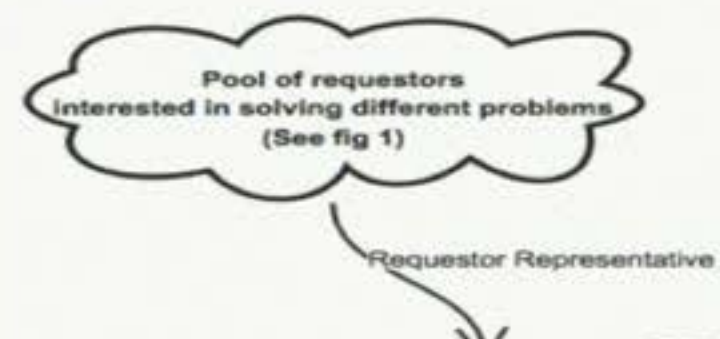 Pool of requestors
interested in solving different problems
(See fig 1)
Requestor Representative